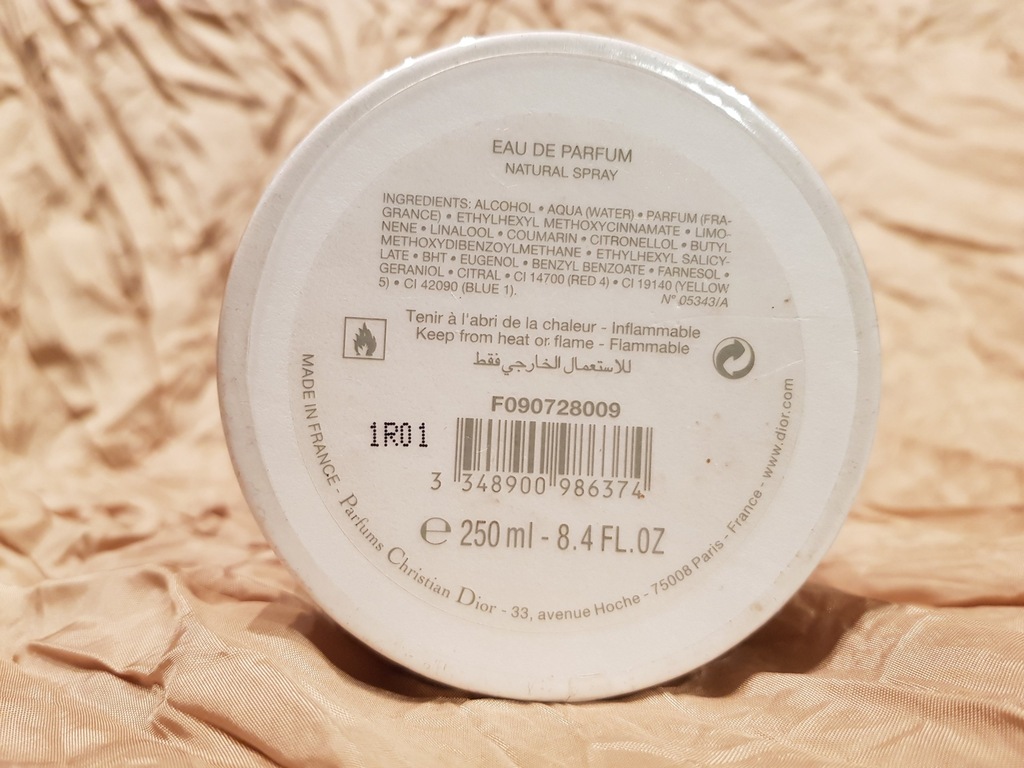 EAU DE PARFUM
NATURAL SPRAY
INGREDIENTS: ALCOHOL • AQUA (WATER) • PARFUM (FRA-
GRANCE) • ETHYLHEXYL METHOXYCINNAMATE • LIMO-
NENE • LINALOOL • COUMARIN • CITRONELLOL • BUTYL
METHOXYDIBENZOYLMETHANE • ETHYLHEXYL SALICY-
LATE • BHT • EUGENOL • BENZYL BENZOATE • FARNESOL •
GERANIOL • CITRAL • CI 14700 (RED 4) • CI 19140 (YELLOW
5) • CI 42090 (BLUE 1).
N° 05343/A
Tenir à l'abri de la chaleur - Inflammable
Keep from heat or flame - Flammable
للاستعمال الخارجي فقط
F090728009
1R01
3 348900 986374
℮ 250 ml - 8.4 FL.OZ
MADE IN FRANCE - Parfums Christian Dior - 33, avenue Hoche - 75008 Paris - France - www.dior.com